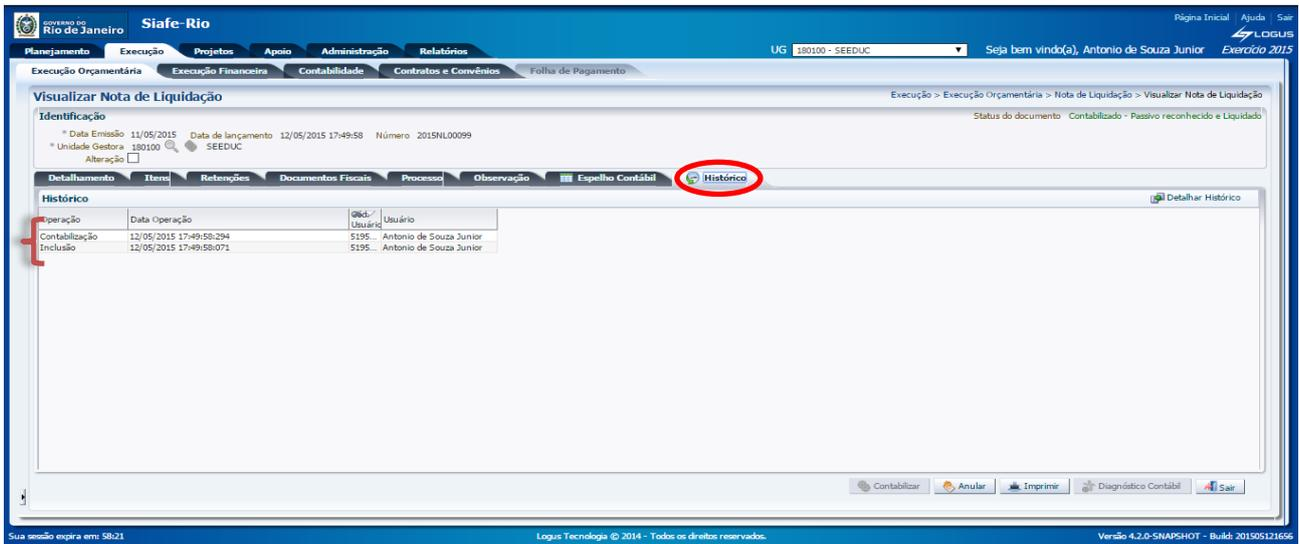 Página Inicial | Ajuda | Sair
GOVERNO DO
Rio de Janeiro
Siafe-Rio
LOGUS
Planejamento Execução Projetos Apoio Administração Relatórios UG 180100 - SEEDUC Seja bem vindo(a), Antonio de Souza Junior Exercício 2015
Execução Orçamentária Execução Financeira Contabilidade Contratos e Convênios Folha de Pagamento
Visualizar Nota de Liquidação Execução > Execução Orçamentária > Nota de Liquidação > Visualizar Nota de Liquidação
Identificação Status do documento Contabilizado - Passivo reconhecido e Liquidado
* Data Emissão 11/05/2015 Data de lançamento 12/05/2015 17:49:58 Número 2015NL00099
* Unidade Gestora 180100 SEEDUC
Alteração
Detalhamento Itens Retenções Documentos Fiscais Processo Observação Espelho Contábil Histórico
Histórico Detalhar Histórico
Operação Data Operação Usuário Usuário
Contabilização 12/05/2015 17:49:58:294 5195... Antonio de Souza Junior
Inclusão 12/05/2015 17:49:58:071 5195... Antonio de Souza Junior
Contabilizar Anular Imprimir Diagnóstico Contábil Sair
Sua sessão expira em: 58:21 Logus Tecnologia © 2014 - Todos os direitos reservados. Versão 4.2.0-SNAPSHOT - Build: 201505121656